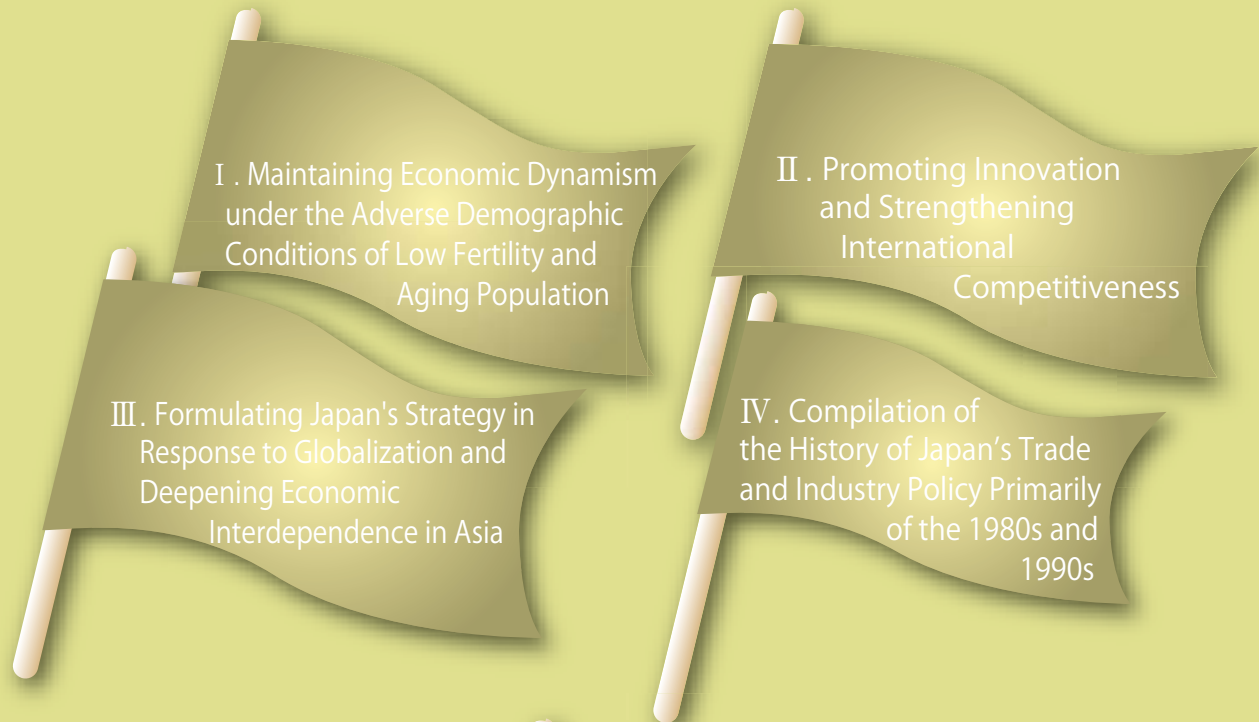 Ⅰ . Maintaining Economic Dynamism
under the Adverse Demographic
Conditions of Low Fertility and
Aging Population
Ⅱ . Promoting Innovation
and Strengthening
International
Competitiveness
Ⅲ . Formulating Japan's Strategy in
Response to Globalization and
Deepening Economic
Interdependence in Asia
Ⅳ . Compilation of
the History of Japan’s Trade
and Industry Policy Primarily
of the 1980s and
1990s